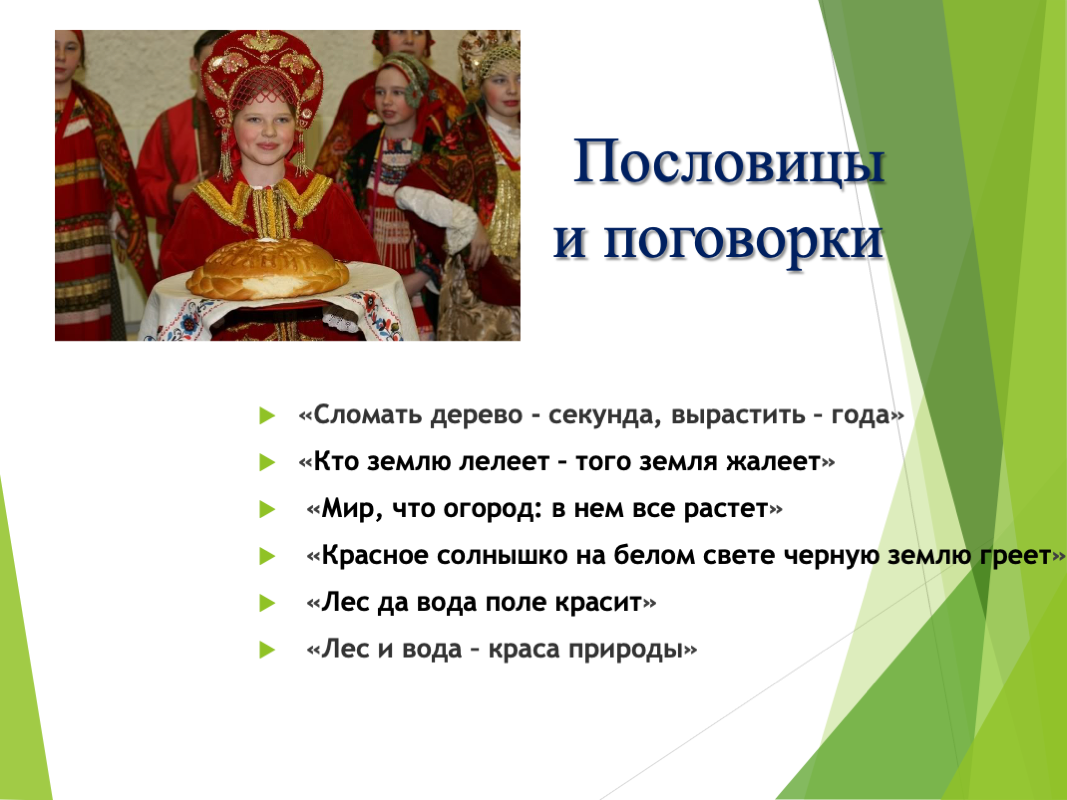 Пословицы
и поговорки
«Сломать дерево - секунда, вырастить – года»
«Кто землю лелеет – того земля жалеет»
«Мир, что огород: в нем все растет»
«Красное солнышко на белом свете черную землю греет»
«Лес да вода поле красит»
«Лес и вода – краса природы»